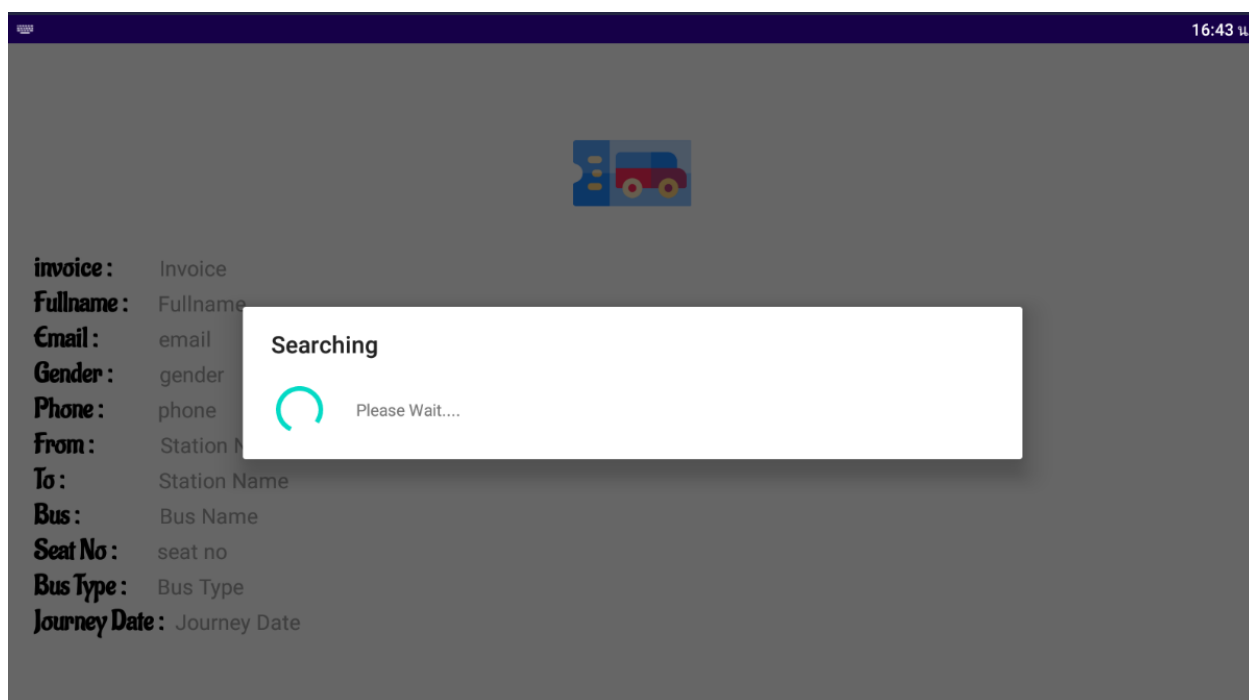 16:43 น
invoice : Invoice
Fullname : Fullname
Email : email
Gender : gender
Phone : phone
From : Station N
To : Station Name
Bus : Bus Name
Seat No : seat no
Bus Type : Bus Type
Journey Date : Journey Date
Searching
Please Wait....